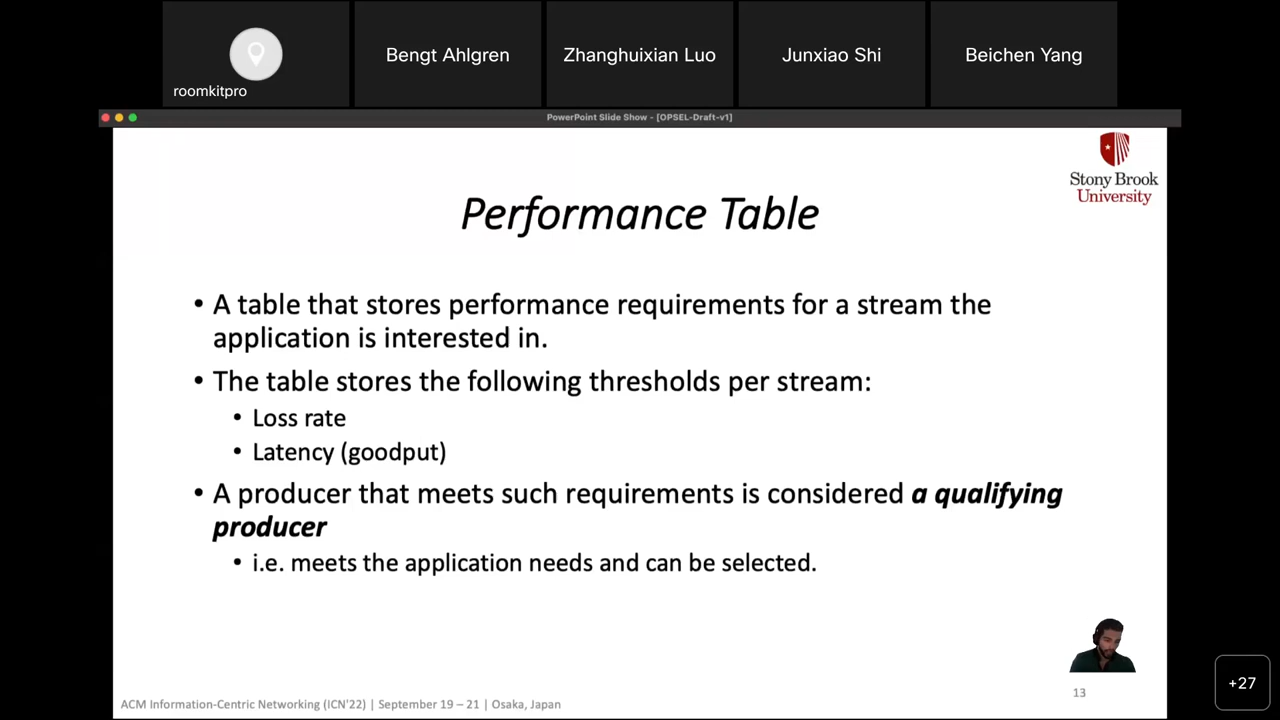 roomkitpro
Bengt Ahlgren
Zhanghuixian Luo
Junxiao Shi
Beichen Yang
PowerPoint Slide Show - [OPSEL-Draft-v1]
Stony Brook
University
Performance Table
• A table that stores performance requirements for a stream the
application is interested in.
• The table stores the following thresholds per stream:
• Loss rate
• Latency (goodput)
• A producer that meets such requirements is considered a qualifying
producer
• i.e. meets the application needs and can be selected.
ACM Information-Centric Networking (ICN'22) | September 19 – 21 | Osaka, Japan
13
+27